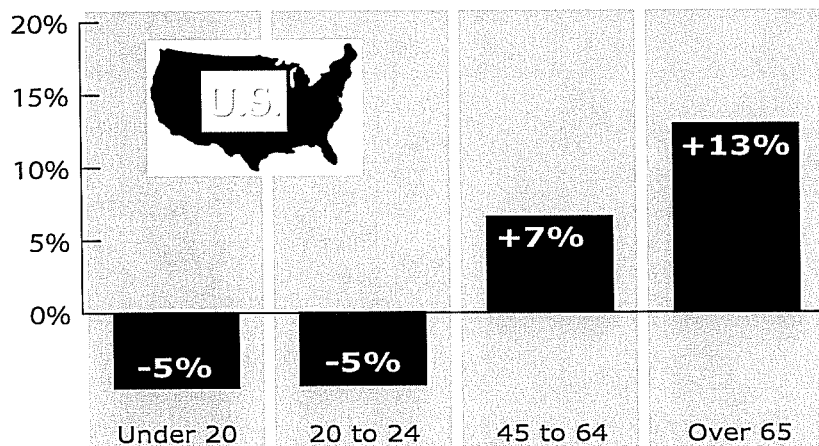 20%
U.S.
15%
+13%
10%
5%
+7%
0%
-5%
-5%
Under 20
20 to 24
45 to 64
Over 65